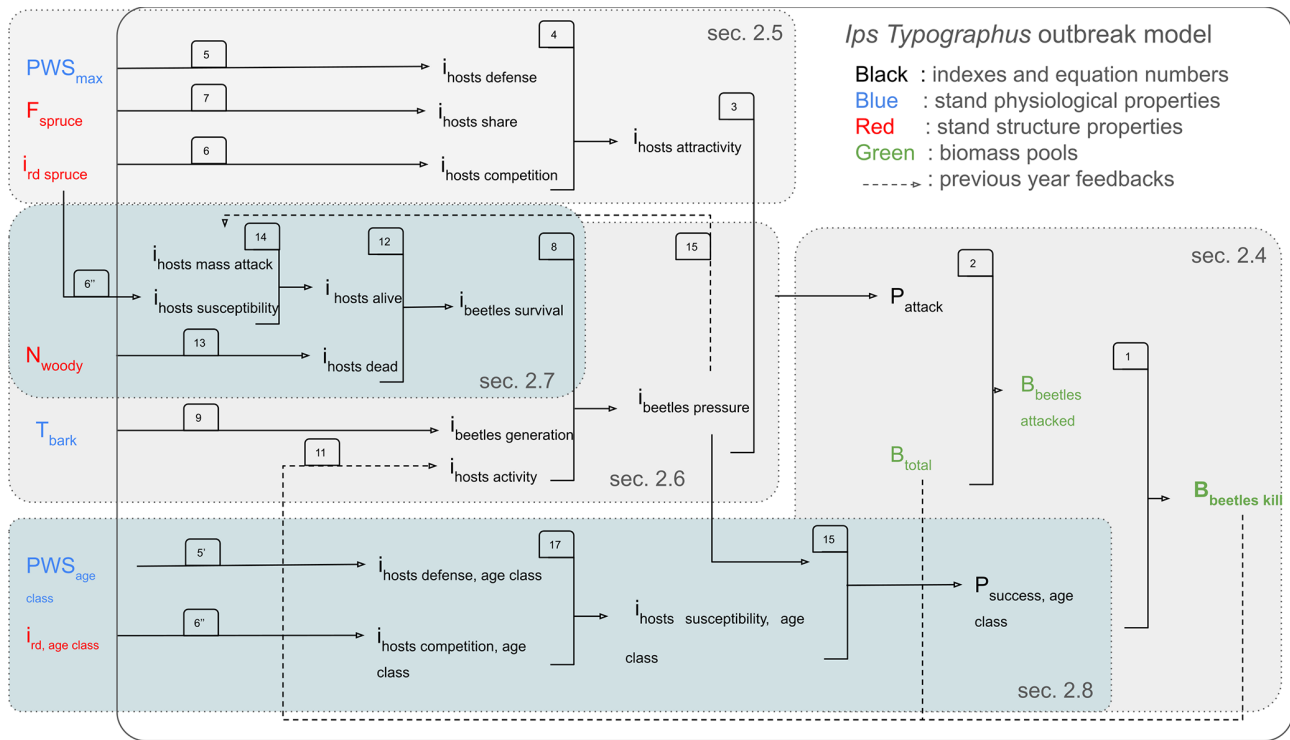 sec. 2.5
Ips Typographus outbreak model
Black : indexes and equation numbers
Blue : stand physiological properties
Red : stand structure properties
Green : biomass pools
: previous year feedbacks
PWSmax
5
ihosts defense
4
Fspruce
7
ihosts share
3
ihosts attractivity
ird spruce
6
ihosts competition
14
12
8
15
sec. 2.4
ihosts mass attack
2
6"
ihosts susceptibility
ihosts alive
ibeetles survival
Pattack
Nwoody
13
ihosts dead
1
sec. 2.7
Bbeetles
attacked
9
ibeetles pressure
Tbark
ibeetles generation
11
ihosts activity
Btotal
sec. 2.6
Bbeetles kill
PWSage
class
5'
ihosts defense, age class
17
15
Psuccess, age
class
ird, age class
6"
ihosts competition, age
class
ihosts susceptibility, age
class
sec. 2.8